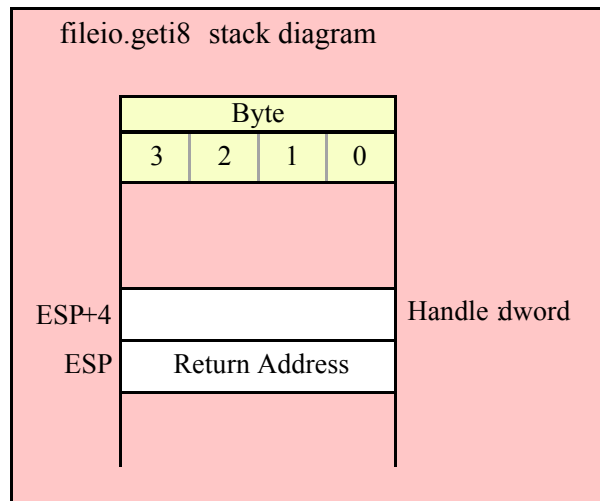 fileio.geti8 stack diagram
Byte
3 2 1 0
ESP+4 Handle :dword
ESP Return Address